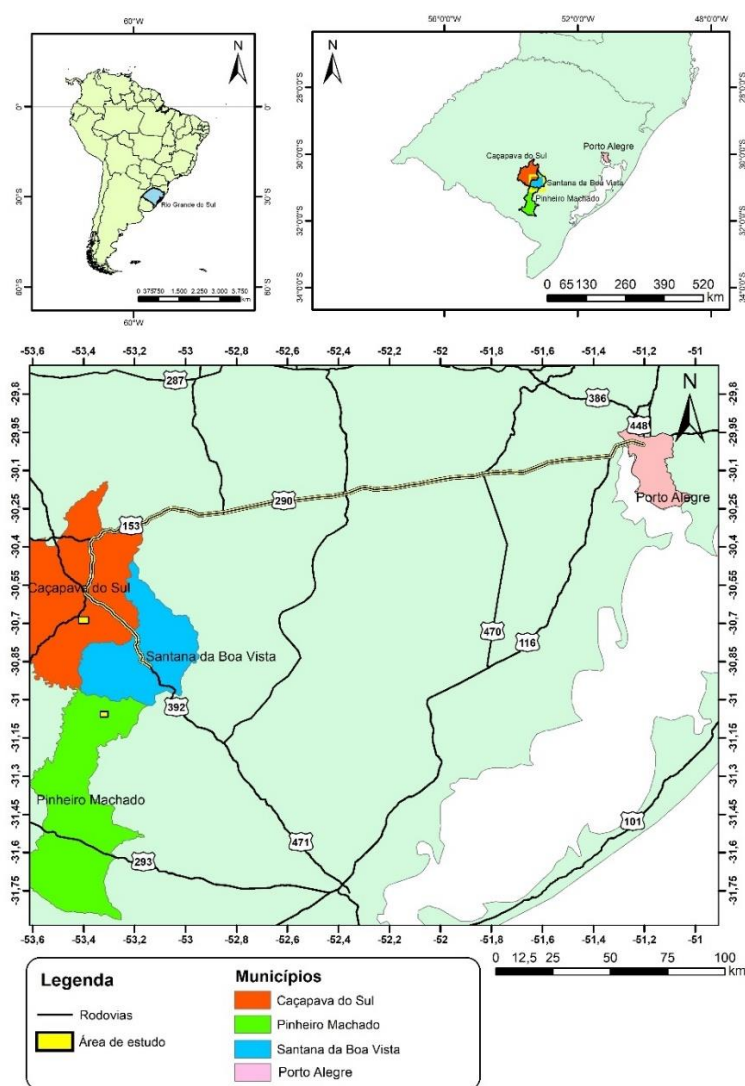 60°W
N
0°
0°
30°S
30°S
Rio Grande do Sul
60°S
60°S
0 375750 1.500 2.250 3.000 3.750
km
60°W
56°0'0"W 52°0'0"W 48°0'0"W
N
28°0'0"S
28°0'0"S
30°0'0"S
30°0'0"S
Porto Alegre
Caçapava do Sul
Santana da Boa Vista
Pinheiro Machado
32°0'0"S
32°0'0"S
34°0'0"S
34°0'0"S
0 65 130 260 390 520
km
-53,6 -53,4 -53,2 -53 -52,8 -52,6 -52,4 -52,2 -52 -51,8 -51,6 -51,4 -51,2 -51
N
-29,8 -29,8
287
386
-29,95 -29,95
448
-30,1 -30,1
Porto Alegre
290
-30,25 -30,25
153
-30,4 -30,4
-30,55 -30,55
Caçapava do Sul
-30,7 -30,7
470
116
Santana da Boa Vista
-30,85 -30,85
-31 -31
392
-31,15 -31,15
-31,3 -31,3
Pinheiro Machado
-31,45 -31,45
101
471
-31,6 -31,6
293
-31,75 -31,75
-53,6 -53,4 -53,2 -53 -52,8 -52,6 -52,4 -52,2 -52 -51,8 -51,6 -51,4 -51,2 -51
0 12,5 25 50 75 100
km
Legenda
Rodovias
Área de estudo
Municípios
Caçapava do Sul
Pinheiro Machado
Santana da Boa Vista
Porto Alegre